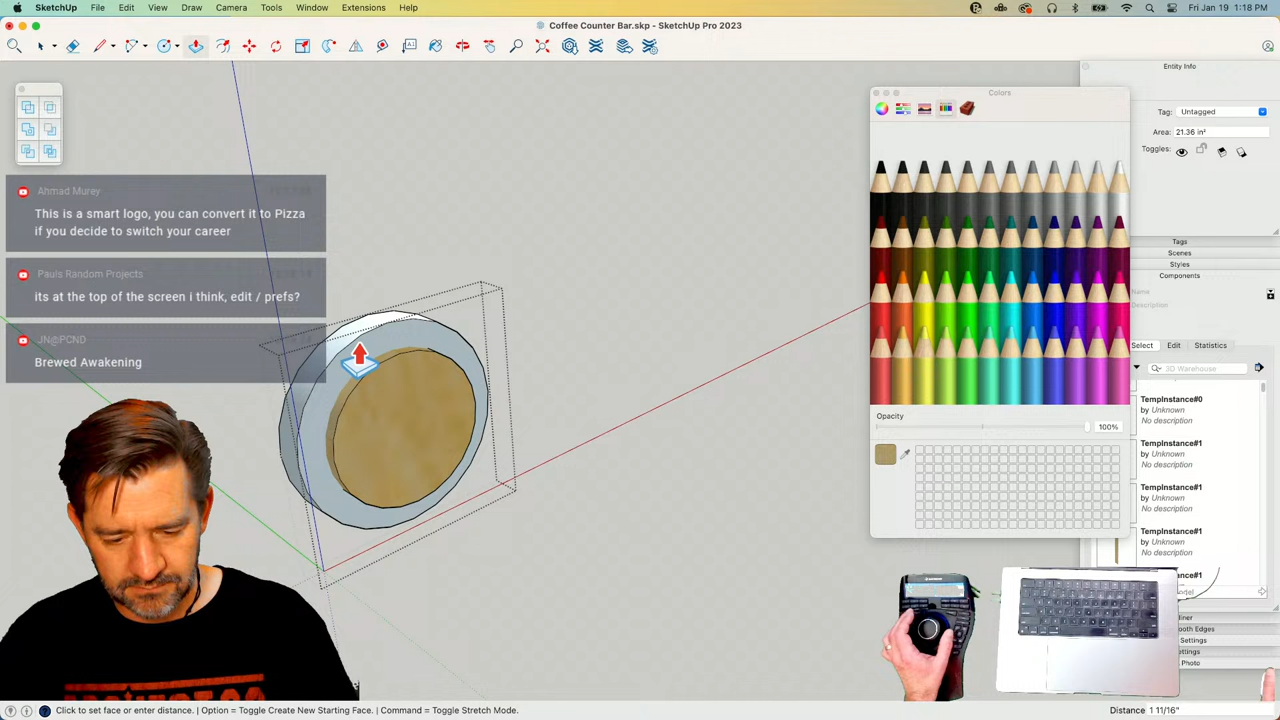 SketchUp File Edit View Draw Camera Tools Window Extensions Help
Fri Jan 19 1:18 PM
Coffee Counter Bar.skp - SketchUp Pro 2023
Entity Info
Tag: Untagged
Area: 21.36 in²
Toggles:
Tags
Scenes
Styles
Components
Name
Description
Select Edit Statistics
3D Warehouse
TempInstance#0
by Unknown
No description
TempInstance#1
by Unknown
No description
TempInstance#1
by Unknown
No description
TempInstance#1
by Unknown
No description
Colors
Opacity
100%
Ahmad Murey
This is a smart logo, you can convert it to Pizza
if you decide to switch your career
Pauls Random Projects
its at the top of the screen i think, edit / prefs?
JN@PCND
Brewed Awakening
Click to set face or enter distance. | Option = Toggle Create New Starting Face. | Command = Toggle Stretch Mode.
Distance 1 11/16"